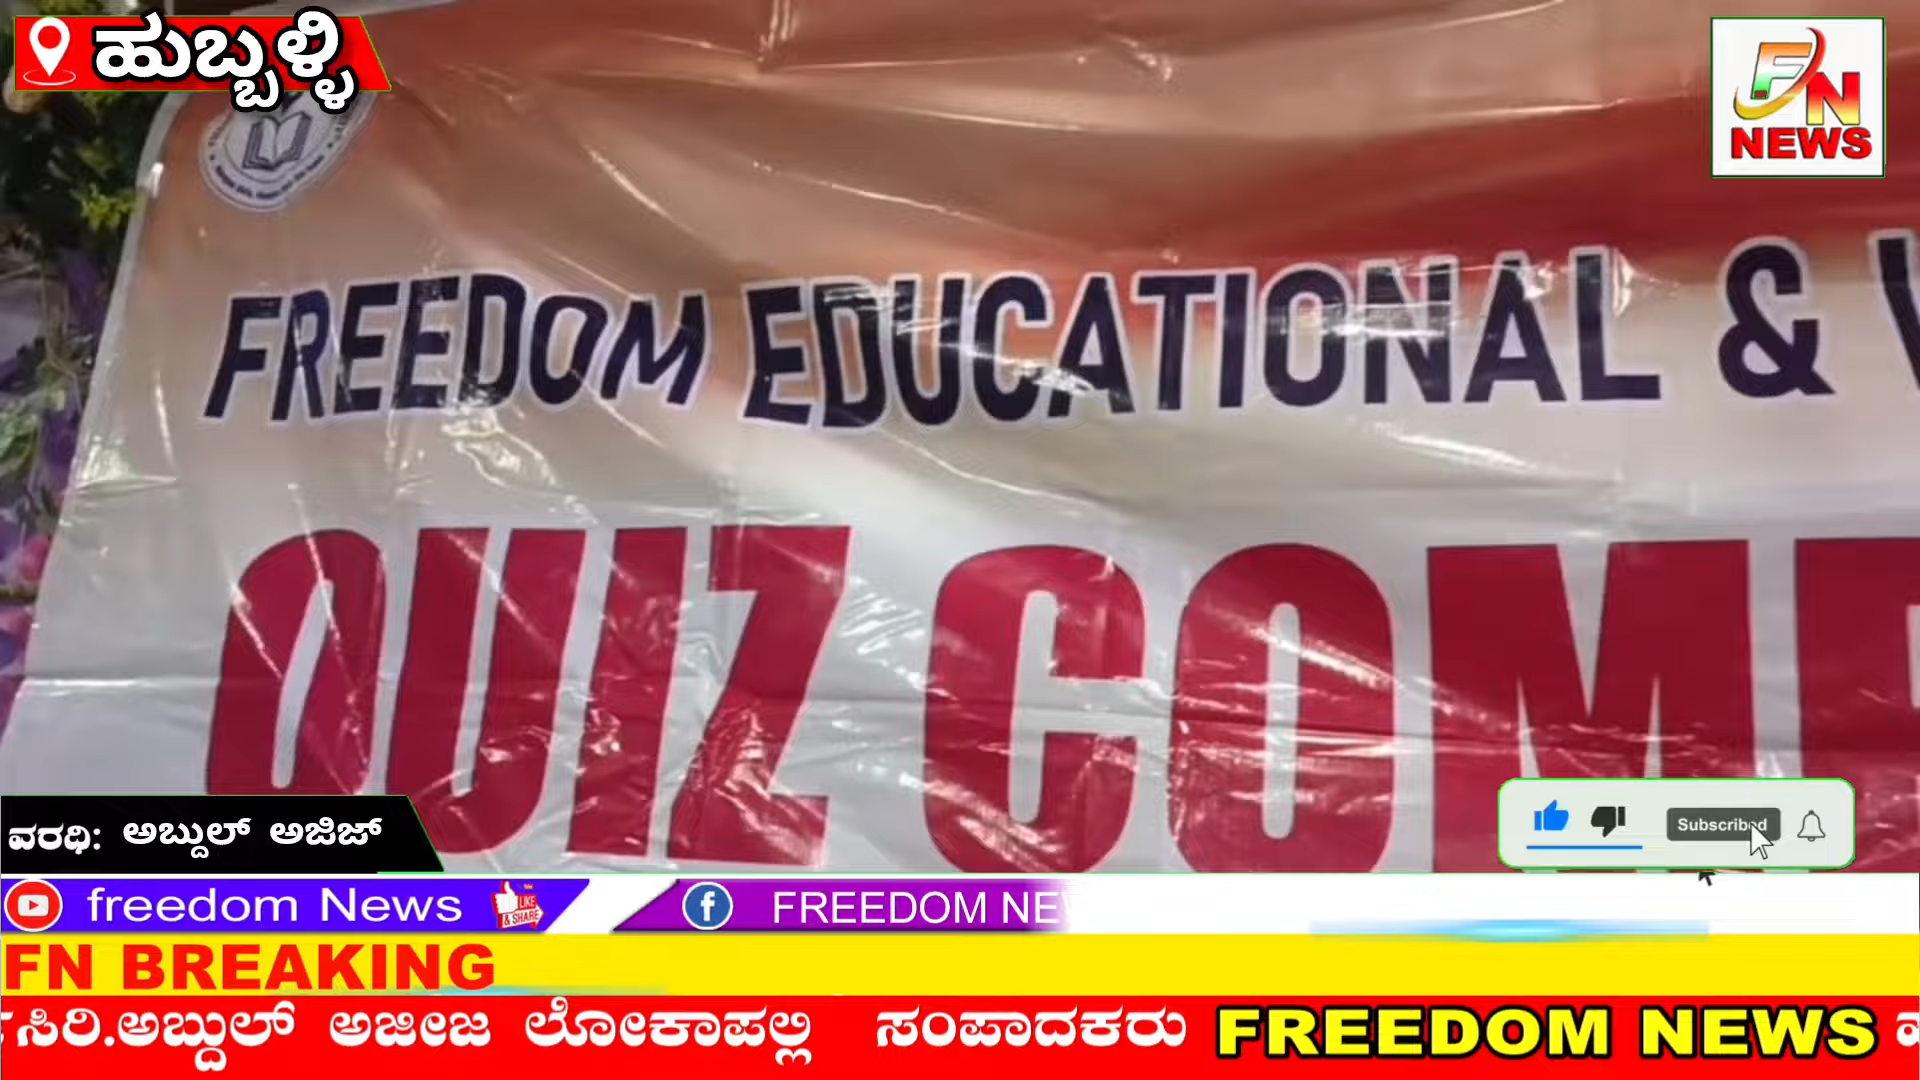 ಹುಬ್ಬಳ್ಳಿ
FN
NEWS
FREEDOM EDUCATIONAL &
QUIZ COM
Subscribed
ವರಧಿ: ಅಬ್ದುಲ್ ಅಜಿಜ್
freedom News
LIKE
& SHARE
FREEDOM NE
FN BREAKING
ಸಿರಿ.ಅಬ್ದುಲ್ ಅಜೀಜ ಲೋಕಾಪಲ್ಲಿ ಸಂಪಾದಕರು FREEDOM NEWS